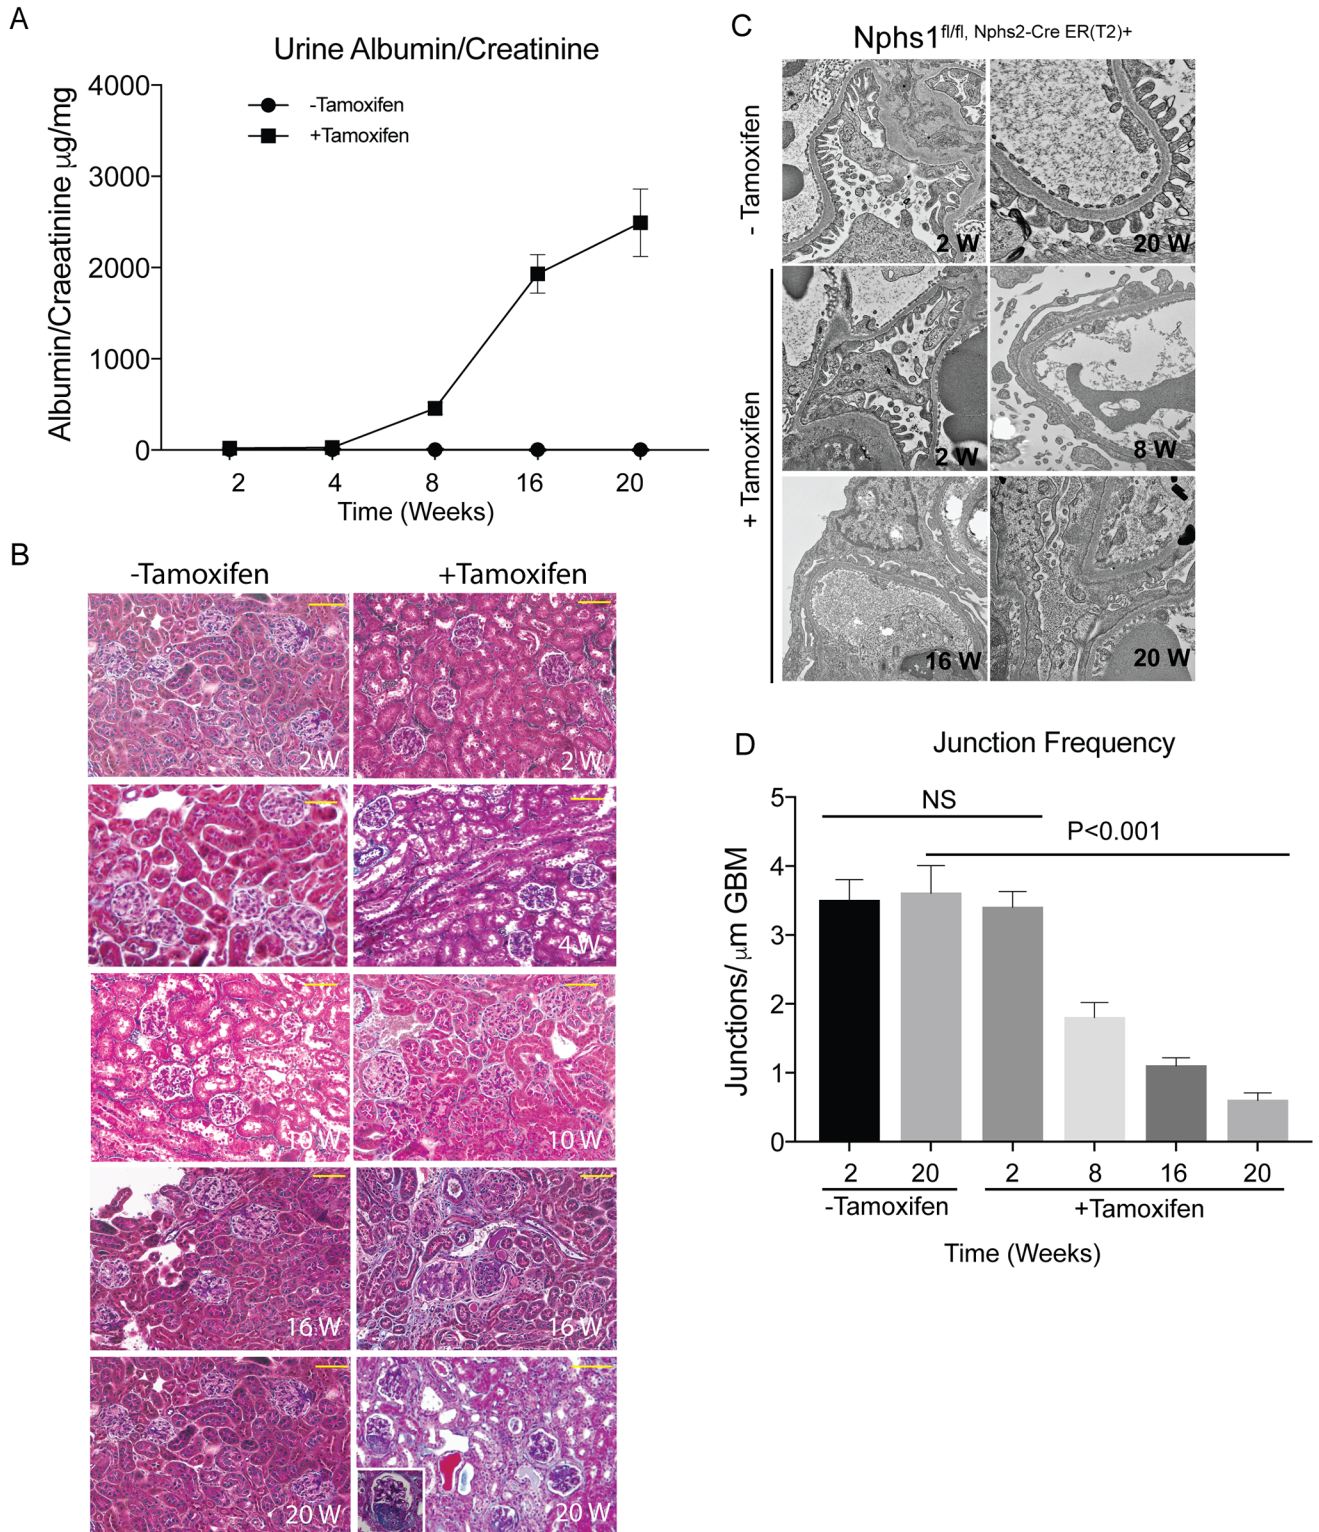 A
Urine Albumin/Creatinine
-Tamoxifen
+Tamoxifen
Albumin/Craeatinine μg/mg
4000
3000
2000
1000
0
2 4 8 16 20
Time (Weeks)
B
-Tamoxifen +Tamoxifen
2 W 2 W
4 W
10 W 10 W
16 W 16 W
20 W 20 W
C
Nphs1fl/fl, Nphs2-Cre ER(T2)+
- Tamoxifen
2 W 20 W
+ Tamoxifen
2 W 8 W
16 W 20 W
D
Junction Frequency
Junctions/ μm GBM
5
4
3
2
1
0
NS
P<0.001
2 20 2 8 16 20
-Tamoxifen +Tamoxifen
Time (Weeks)